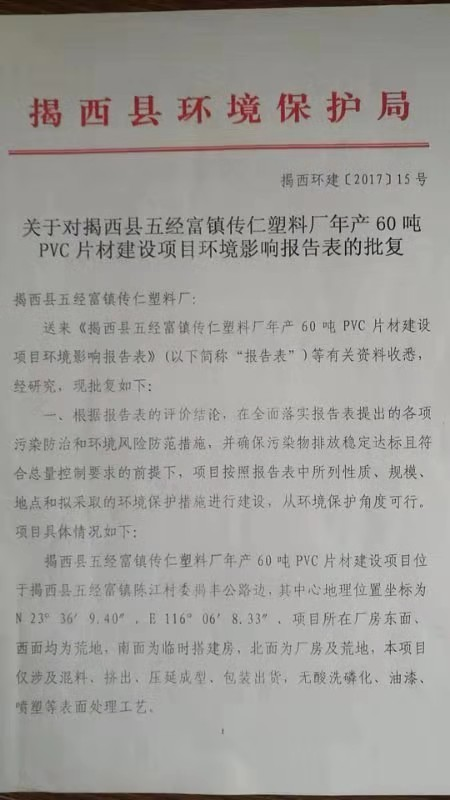 揭西县环境保护局
揭西环建〔2017〕15号
关于对揭西县五经富镇传仁塑料厂年产60吨
PVC片材建设项目环境影响报告表的批复
揭西县五经富镇传仁塑料厂:
送来《揭西县五经富镇传仁塑料厂年产60吨PVC片材建设
项目环境影响报告表》(以下简称“报告表”)等有关资料收悉,
经研究,现批复如下:
一、根据报告表的评价结论,在全面落实报告表提出的各项
污染防治和环境风险防范措施,并确保污染物排放稳定达标且符
合总量控制要求的前提下,项目按照报告表中所列性质、规模、
地点和拟采取的环境保护措施进行建设,从环境保护角度可行。
项目具体情况如下:
揭西县五经富镇传仁塑料厂年产60吨PVC片材建设项目位
于揭西县五经富镇陈江村委揭丰公路边,其中心地理位置坐标为
N 23° 36′ 9.40″,E 116° 06′ 8.33″、项目所在厂房东面、
西面均为荒地,南面为临时搭建房,北面为厂房及荒地,本项目
仅涉及混料、挤出、压延成型、包装出货,无酸洗磷化、油漆、
喷塑等表面处理工艺.
1